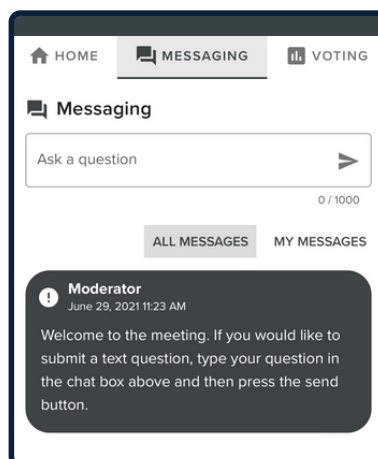 HOME MESSAGING VOTING
Messaging
Ask a question
0 / 1000
ALL MESSAGES MY MESSAGES
Moderator
June 29, 2021 11:23 AM
Welcome to the meeting. If you would like to
submit a text question, type your question in
the chat box above and then press the send
button.